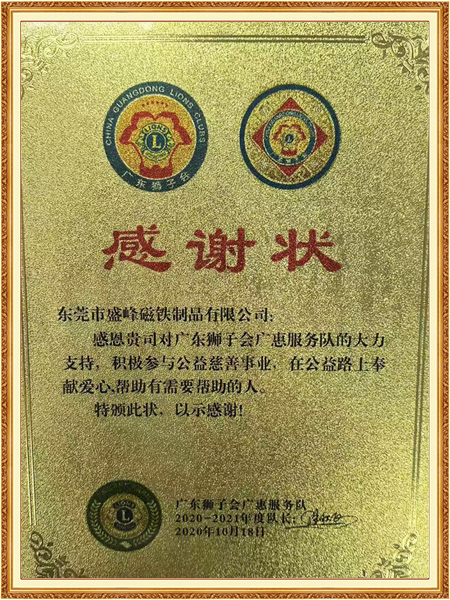 CHINA GUANGDONG LIONS CLUBS
LIONS
L
广东狮子会
感谢状
东莞市盛峰磁铁制品有限公司:
感恩贵司对广东狮子会广惠服务队的大力
支持，积极参与公益慈善事业，在公益路上奉
献爱心、帮助有需要帮助的人。
特颁此状，以示感谢!
L
广东狮子会广惠服务队
2020-2021年度队长:
2020年10月18日